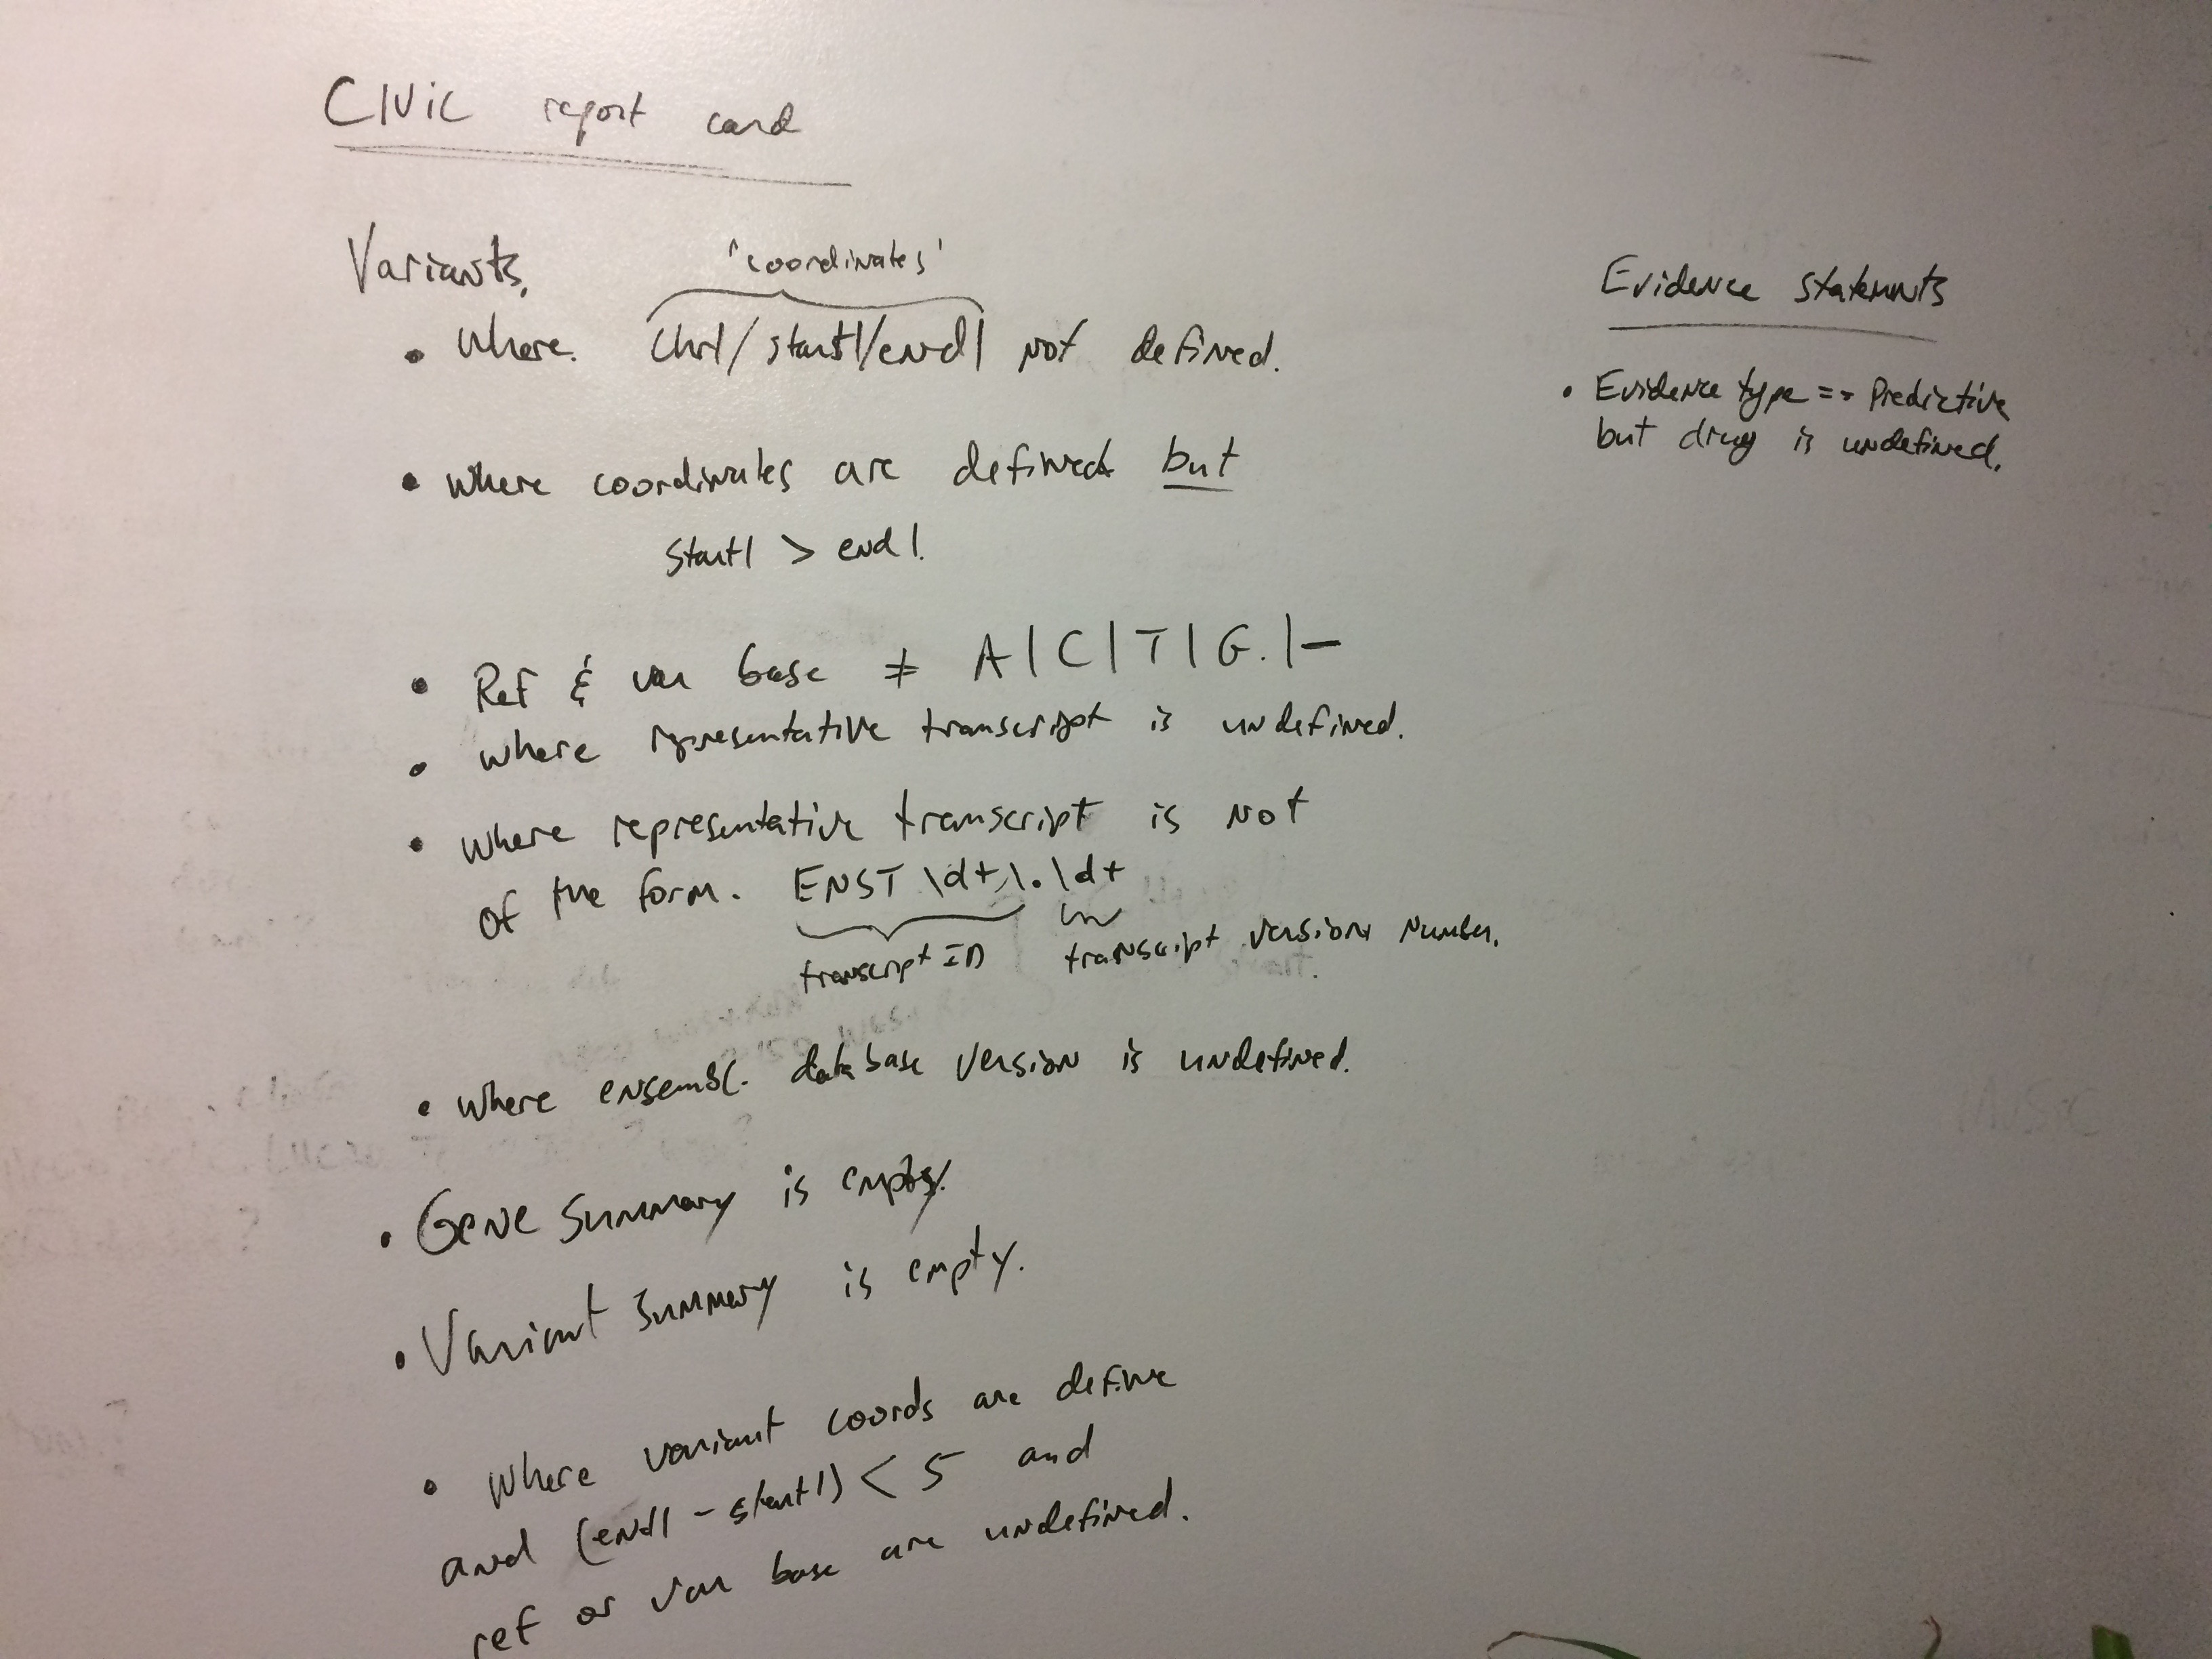 CIViC report card
Variants,
'coordinates'
• Where. Chr1/start1/end1 not defined.
• Where coordinates are defined but
start1 > end1.
• Ref & var base ≠ A|C|T|G.|-
• where representative transcript is undefined.
• Where representative transcript is not
of the form. ENST\d+\.\d+
transcript ID transcript version number.
• Where ensembl. database version is undefined.
• Gene Summary is empty.
• Variant Summary is empty.
• Where variant coords are define
and (end1 - start1) < 5 and
ref or var base are undefined.
Evidence statements
• Evidence type == Predictive
but drug is undefined.